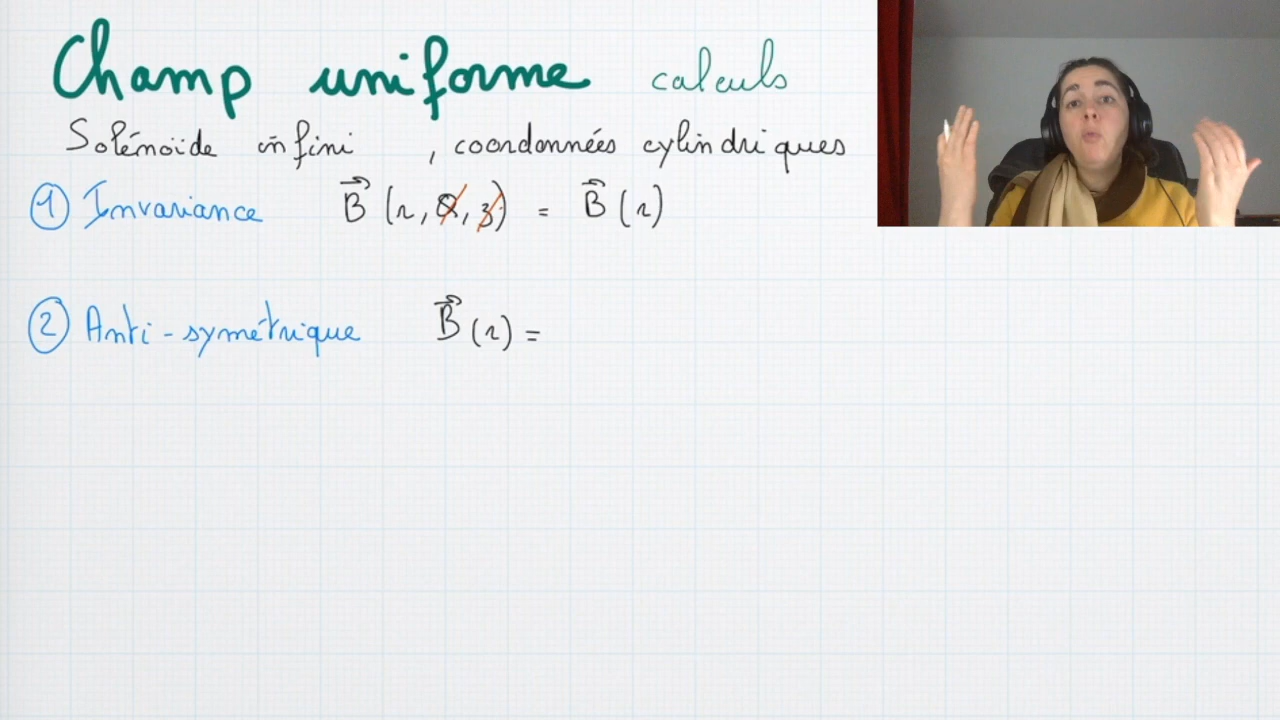 Champ uniforme calculs
Solénoïde infini , coordonnées cylindriques
① Invariance B⃗ (r, θ, z) = B⃗ (r)
② Anti-symétrique B⃗ (r) =